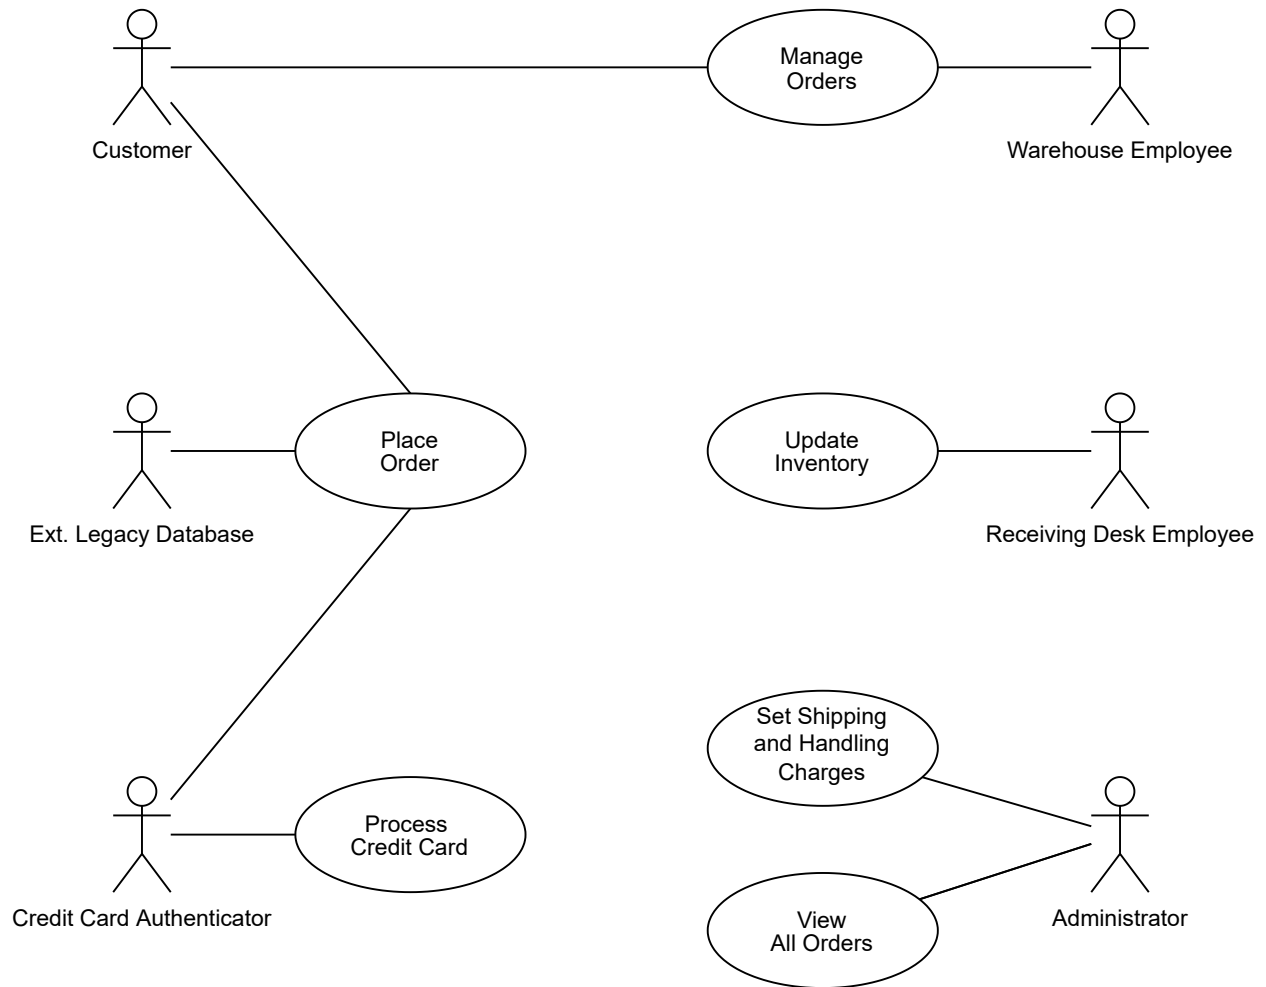 Manage
Orders
Customer
Warehouse Employee
Place
Order
Update
Inventory
Ext. Legacy Database
Receiving Desk Employee
Set Shipping
and Handling
Charges
Process
Credit Card
Credit Card Authenticator
View
All Orders
Administrator